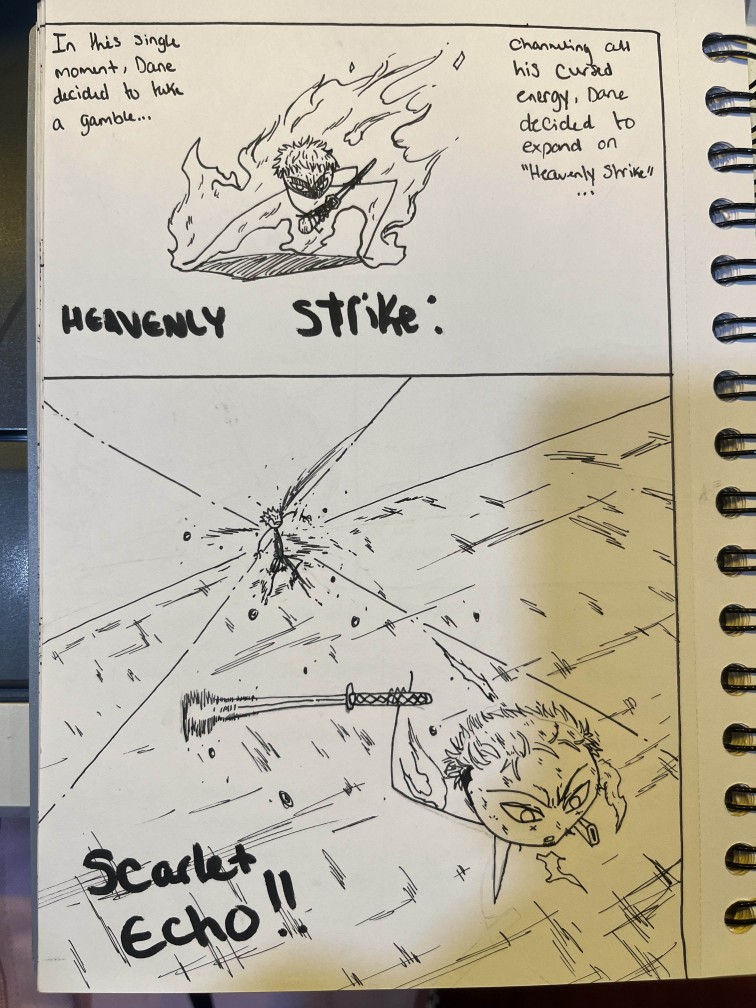 In this single
moment, Dane
decided to take
a gamble...
Channeling all
his cursed
energy, Dane
decided to
expand on
"Heavenly Strike"
...
HEAVENLY Strike:
Scarlet
Echo!!